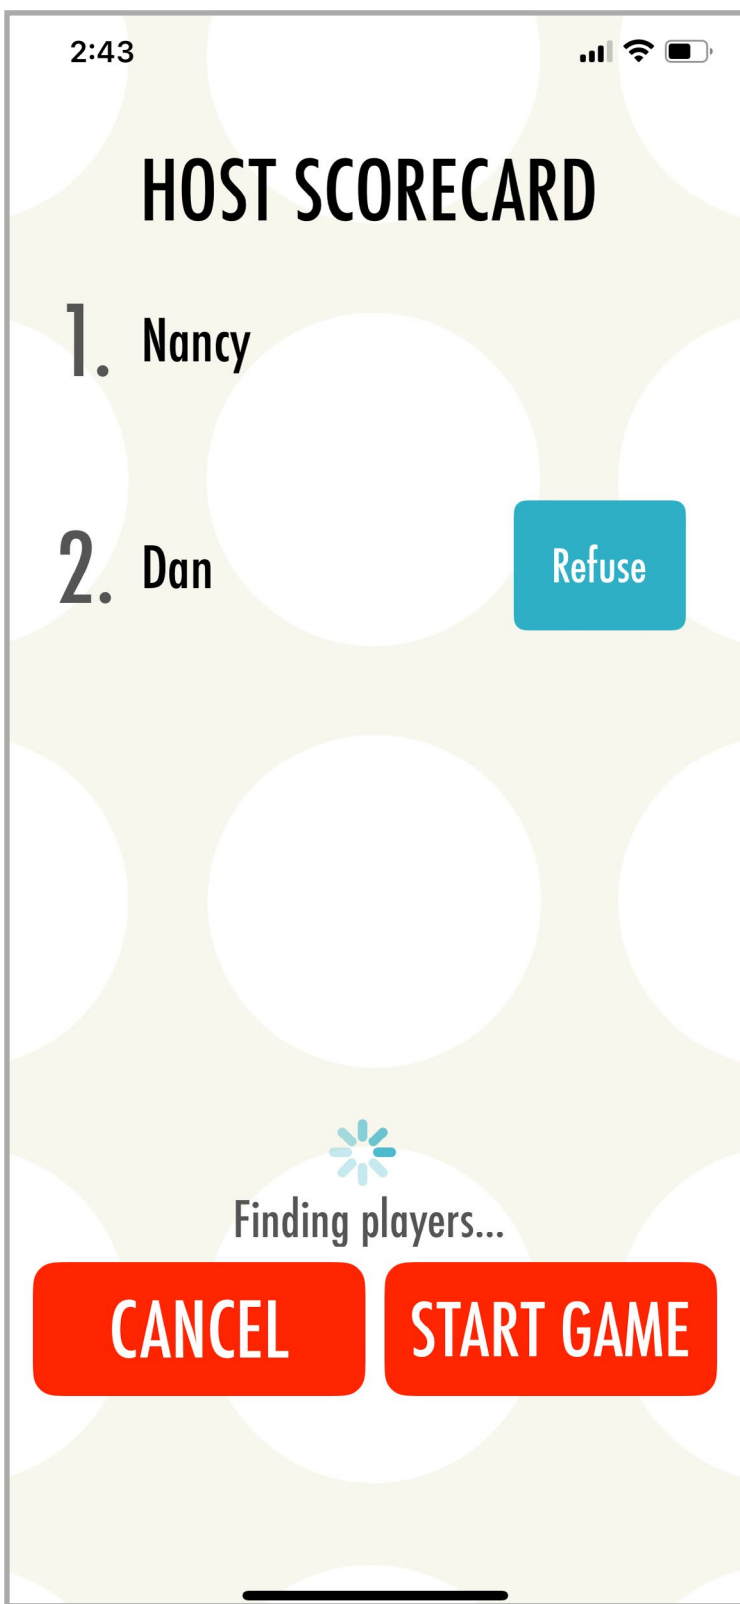 2:43
HOST SCORECARD
1. Nancy
2. Dan
Refuse
Finding players...
CANCEL
START GAME